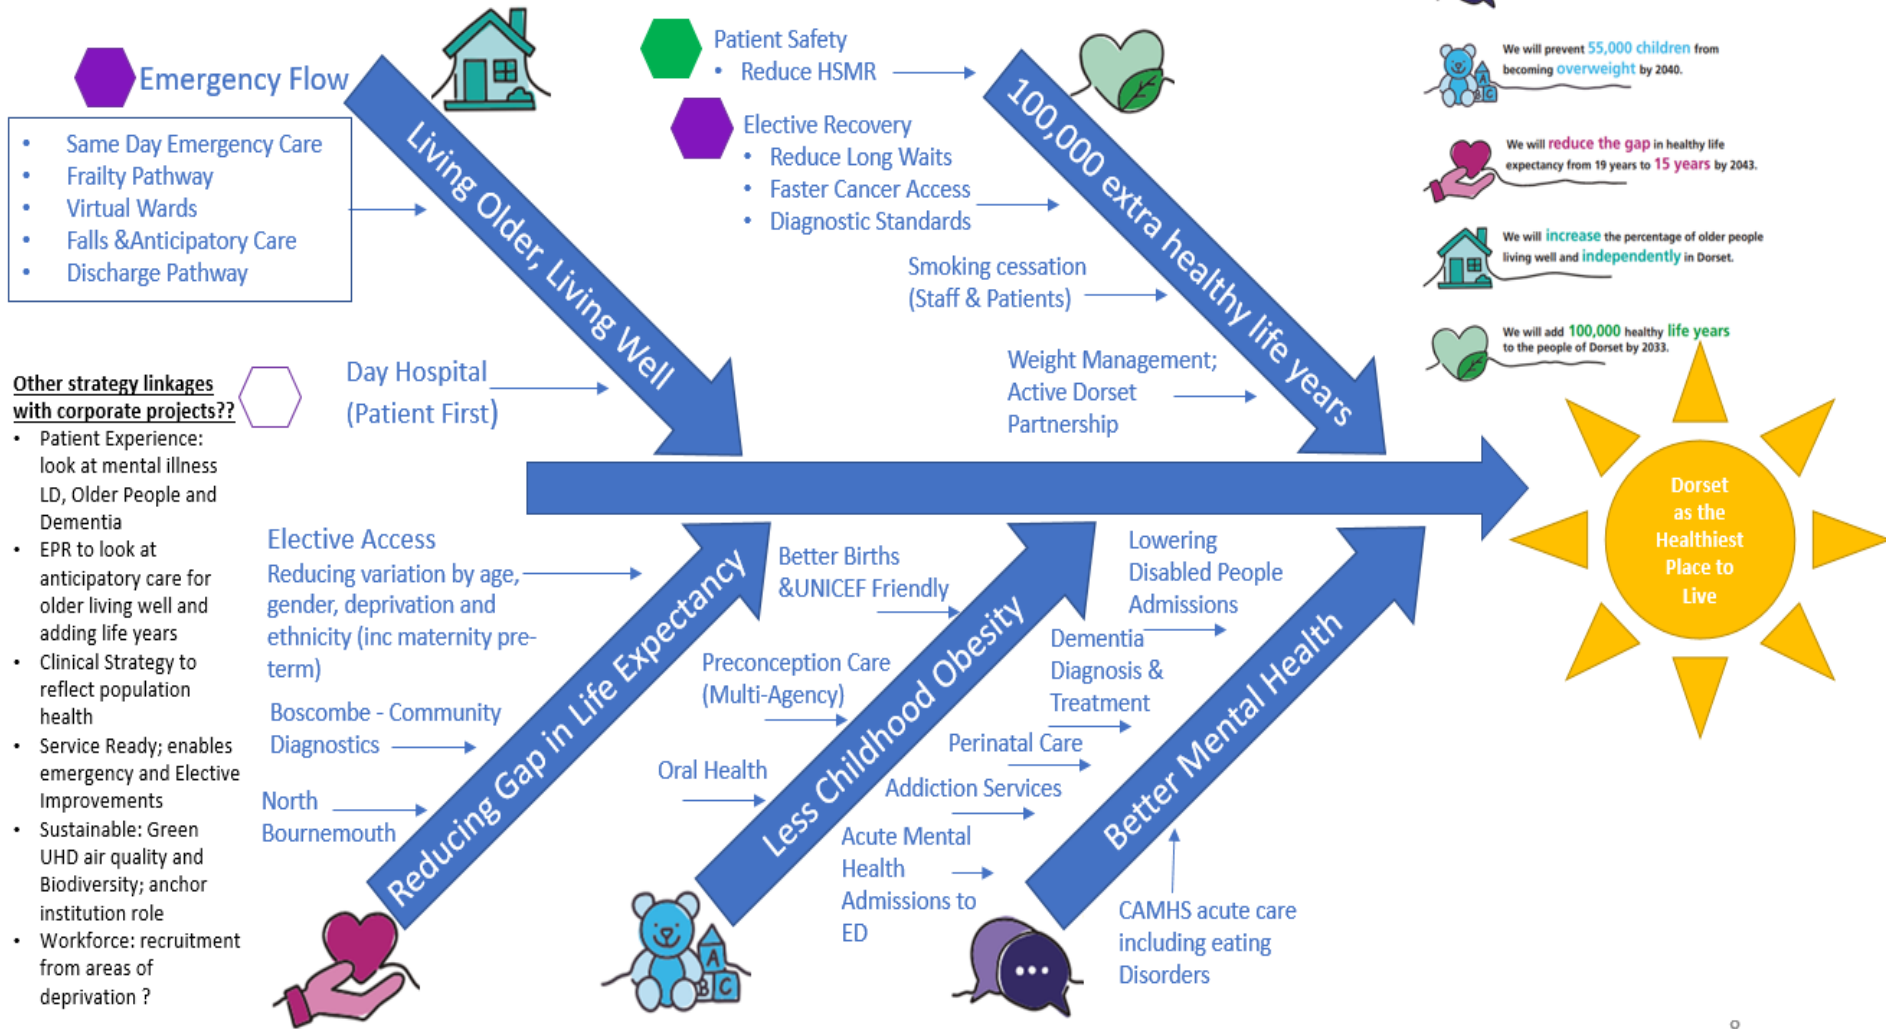 Emergency Flow
• Same Day Emergency Care
• Frailty Pathway
• Virtual Wards
• Falls &Anticipatory Care
• Discharge Pathway
Living Older, Living Well
Day Hospital
(Patient First)
Patient Safety
• Reduce HSMR
Elective Recovery
• Reduce Long Waits
• Faster Cancer Access
• Diagnostic Standards
Smoking cessation
(Staff & Patients)
Weight Management;
Active Dorset
Partnership
100,000 extra healthy life years
We will prevent 55,000 children from
becoming overweight by 2040.
We will reduce the gap in healthy life
expectancy from 19 years to 15 years by 2043.
We will increase the percentage of older people
living well and independently in Dorset.
We will add 100,000 healthy life years
to the people of Dorset by 2033.
Other strategy linkages
with corporate projects??
• Patient Experience:
look at mental illness
LD, Older People and
Dementia
• EPR to look at
anticipatory care for
older living well and
adding life years
• Clinical Strategy to
reflect population
health
• Service Ready; enables
emergency and Elective
Improvements
• Sustainable: Green
UHD air quality and
Biodiversity; anchor
institution role
• Workforce: recruitment
from areas of
deprivation ?
Elective Access
Reducing variation by age,
gender, deprivation and
ethnicity (inc maternity pre-
term)
Boscombe - Community
Diagnostics
North
Bournemouth
Reducing Gap in Life Expectancy
Better Births
&UNICEF Friendly
Preconception Care
(Multi-Agency)
Oral Health
Less Childhood Obesity
A
B C
Lowering
Disabled People
Admissions
Dementia
Diagnosis &
Treatment
Perinatal Care
Addiction Services
Acute Mental
Health
Admissions to
ED
Better Mental Health
CAMHS acute care
including eating
Disorders
Dorset
as the
Healthiest
Place to
Live